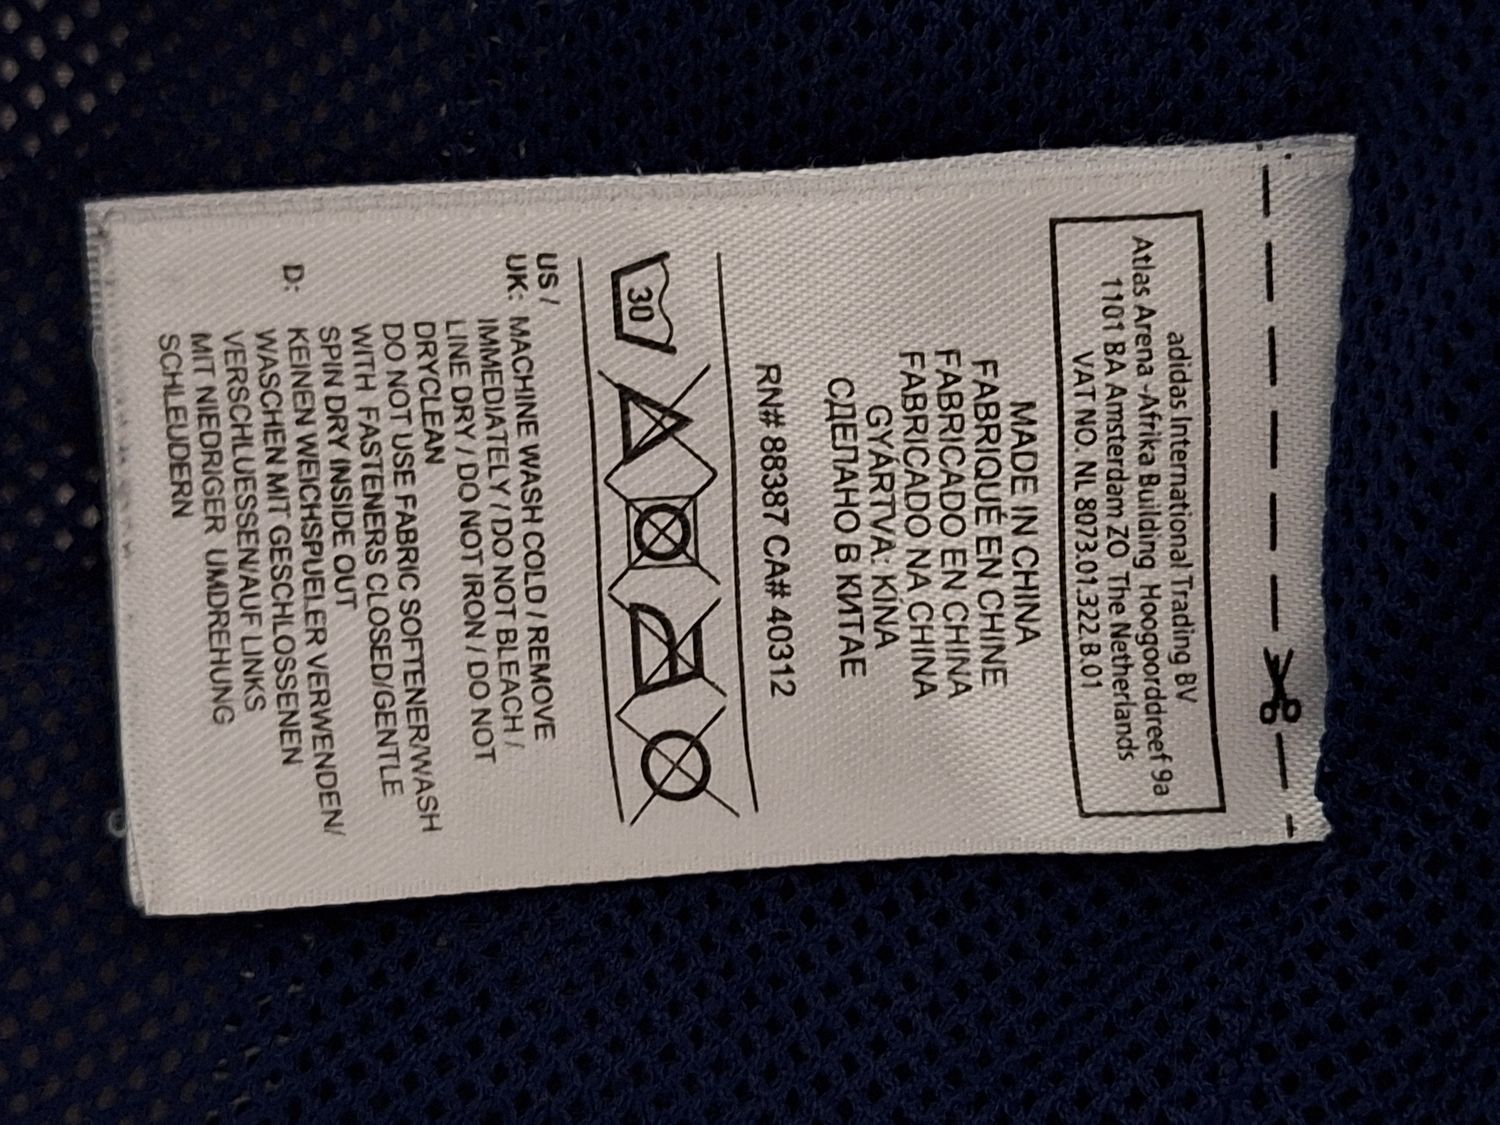 adidas International Trading BV
Atlas Arena -Afrika Building Hoogoorddreef 9a
1101 BA Amsterdam ZO The Netherlands
VAT NO. NL 8073.01.322.B.01
MADE IN CHINA
FABRIQUÉ EN CHINE
FABRICADO EN CHINA
FABRICADO NA CHINA
GYÁRTVA: KÍNA
СДЕЛАНО В КИТАЕ
RN# 88387 CA# 40312
30
US /
UK: MACHINE WASH COLD / REMOVE
IMMEDIATELY / DO NOT BLEACH /
LINE DRY / DO NOT IRON / DO NOT
DRYCLEAN
DO NOT USE FABRIC SOFTENER/WASH
WITH FASTENERS CLOSED/GENTLE
SPIN DRY INSIDE OUT
D: KEINEN WEICHSPUELER VERWENDEN/
WASCHEN MIT GESCHLOSSENEN
VERSCHLUESSEN/AUF LINKS
MIT NIEDRIGER UMDREHUNG
SCHLEUDERN